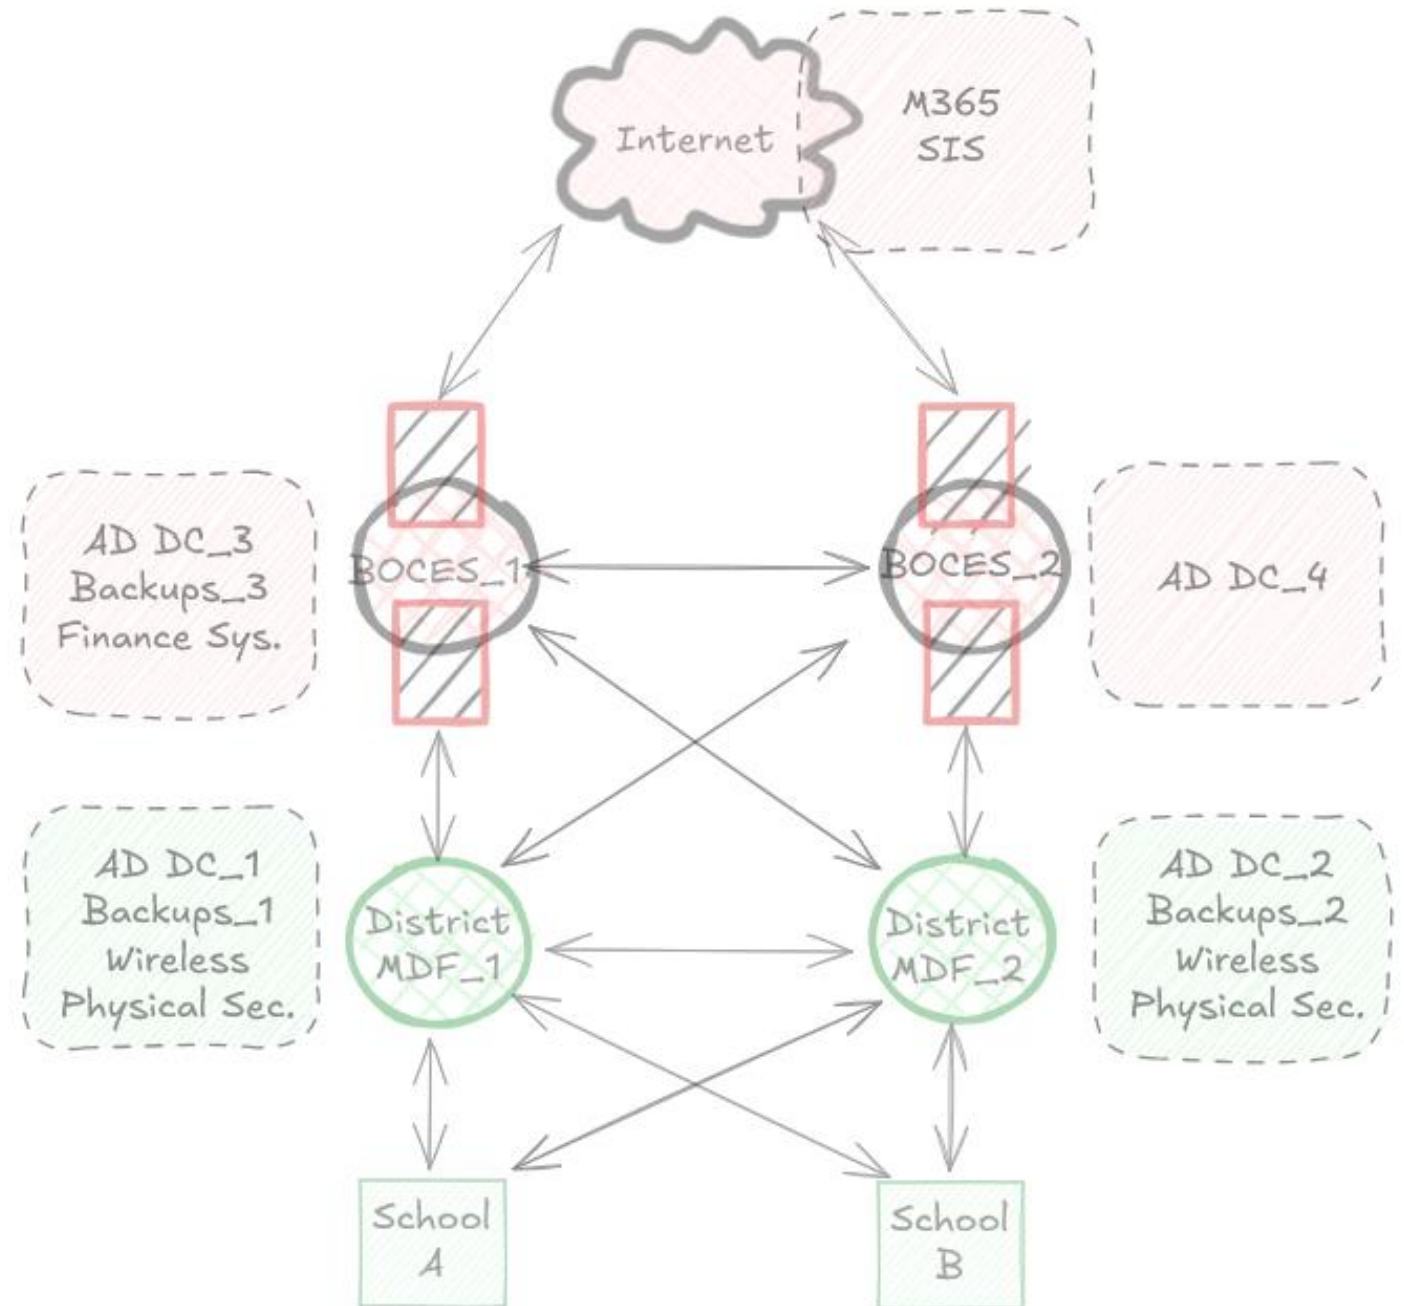 Internet
M365
SIS
AD DC_3
Backups_3
Finance Sys.
BOCES_1
BOCES_2
AD DC_4
AD DC_1
Backups_1
Wireless
Physical Sec.
District
MDF_1
District
MDF_2
AD DC_2
Backups_2
Wireless
Physical Sec.
School
A
School
B